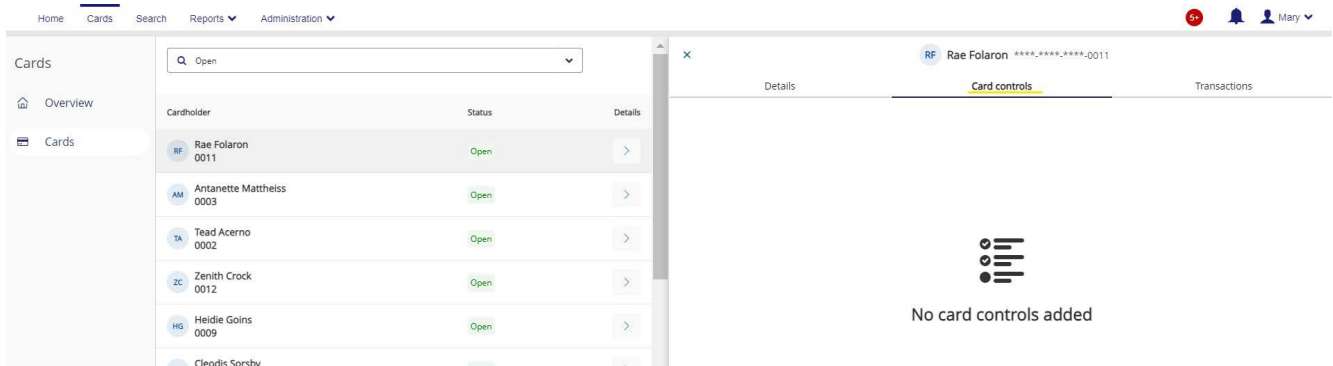 Home Cards Search Reports Administration 5+ Mary
Cards
Overview
Cards
Open
Cardholder Status Details
RF Rae Folaron Open
0011
AM Antanette Mattheiss Open
0003
TA Tead Acerno Open
0002
ZC Zenith Crock Open
0012
HG Heidie Goins Open
0009
Cleodis Sorsby
RF Rae Folaron ****-****-****-0011
Details Card controls Transactions
No card controls added